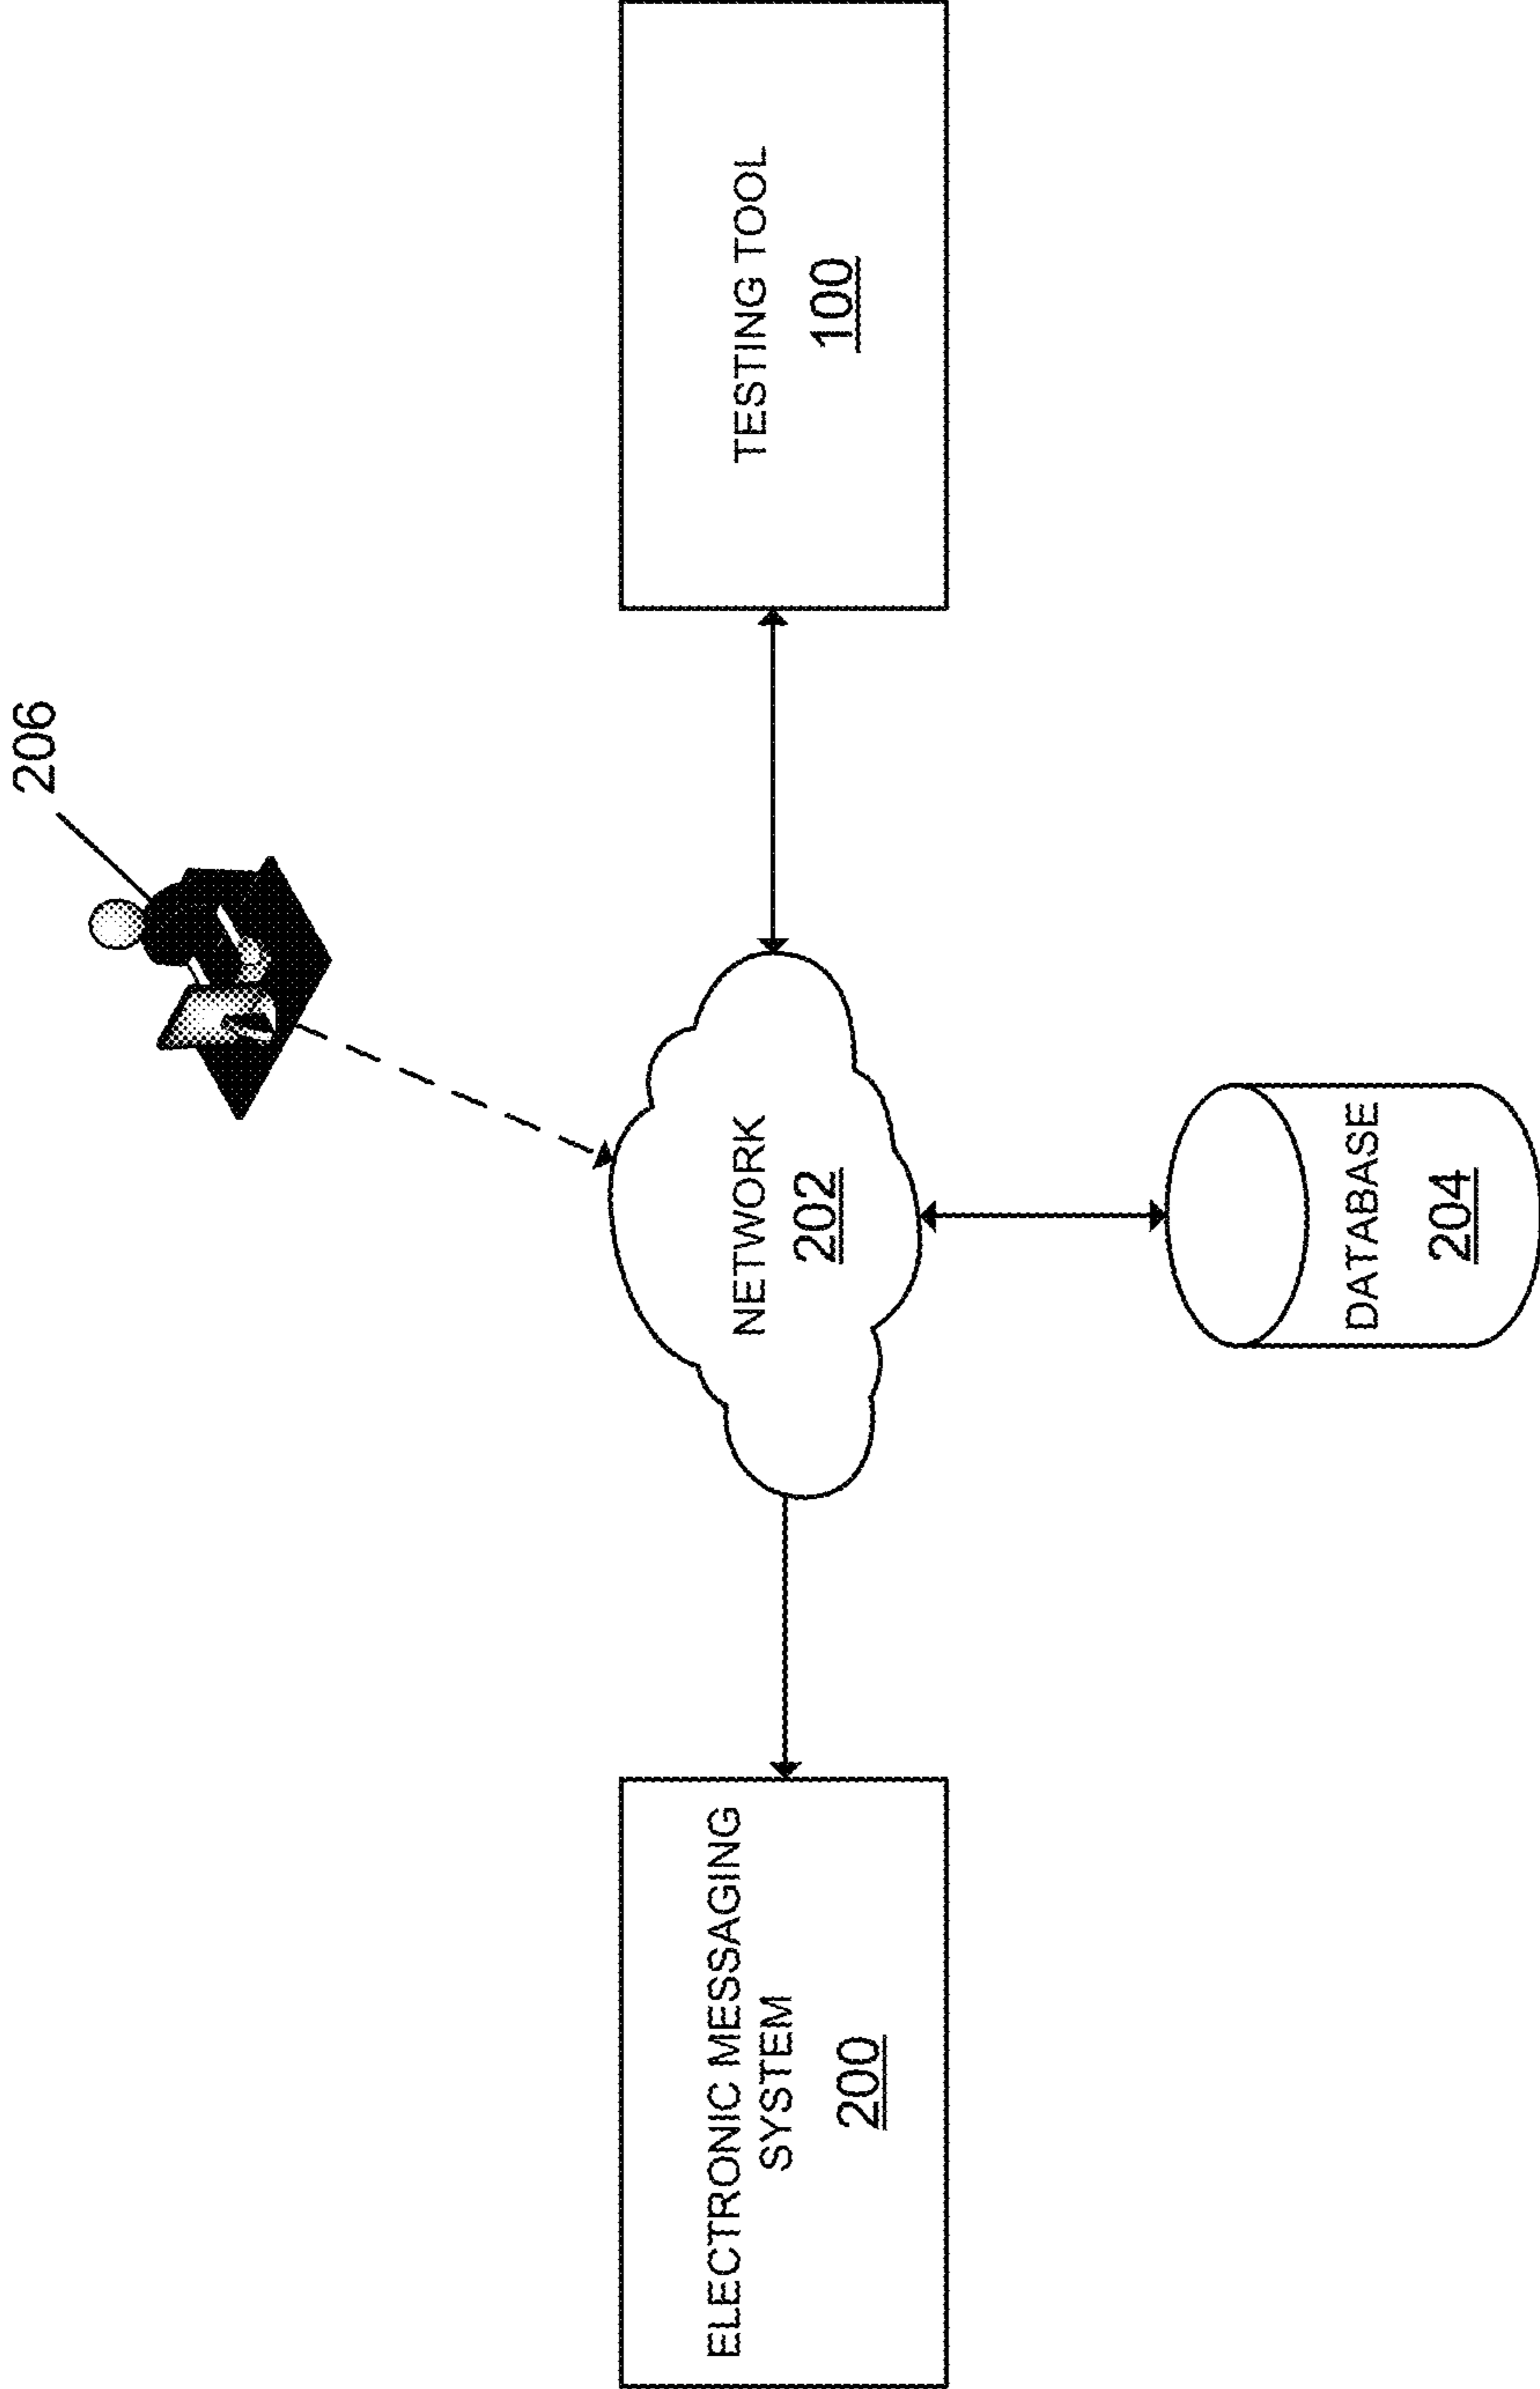 206
ELECTRONIC MESSAGING
SYSTEM
200
NETWORK
202
TESTING TOOL
100
DATABASE
204